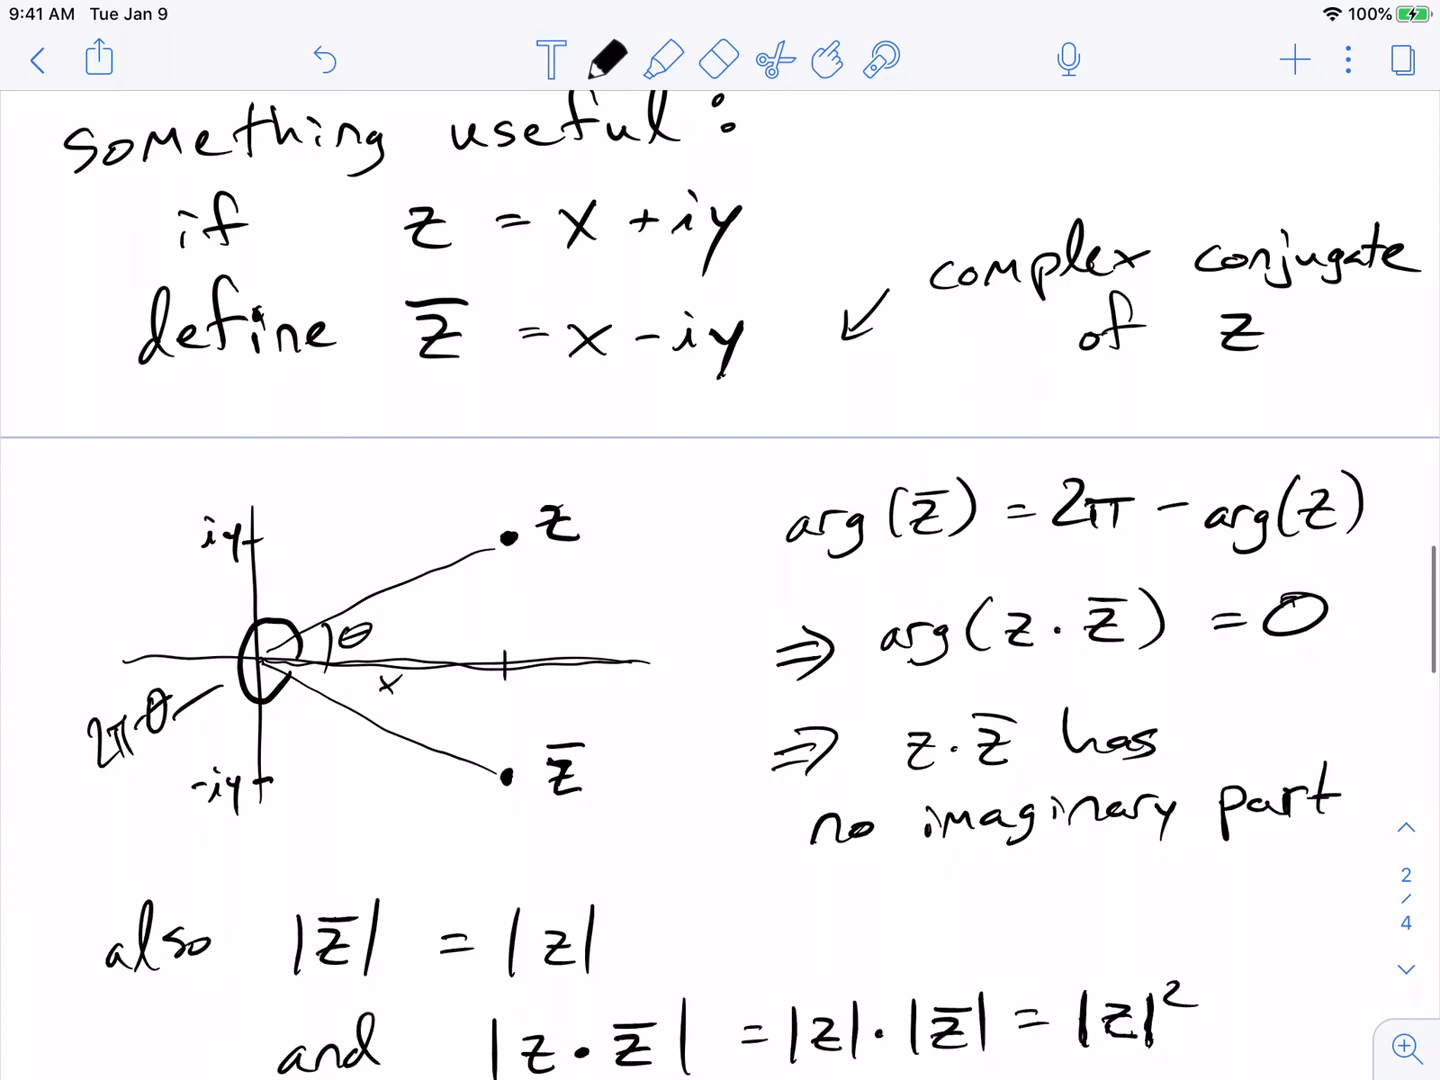 9:41 AM Tue Jan 9
100%
T
something useful:
if z = x + iy
define z̅ = x - iy
complex conjugate
of z
iy
z
θ
x
2π-θ
-iy
z̅
arg(z̅) = 2π - arg(z)
⇒ arg(z · z̅) = 0
⇒ z · z̅ has
no imaginary part
also |z̅| = |z|
and |z · z̅| = |z| · |z̅| = |z|²
2
/
4